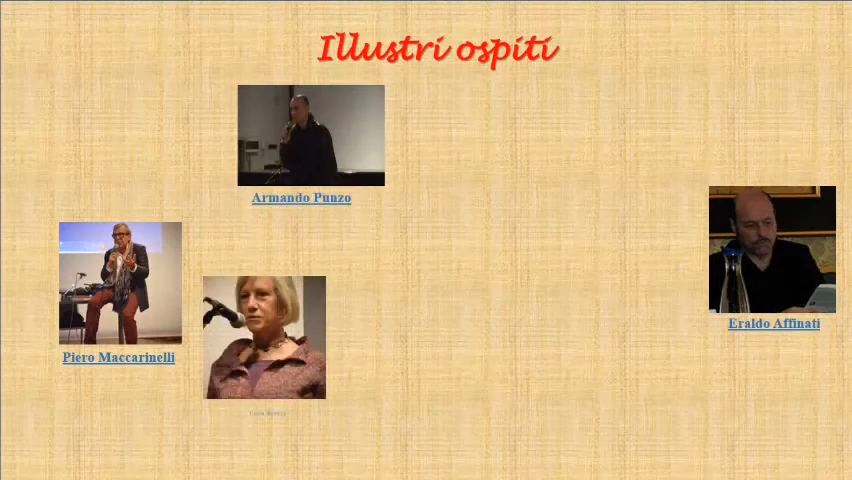 Illustri ospiti
Armando Punzo
Eraldo Affinati
Piero Maccarinelli